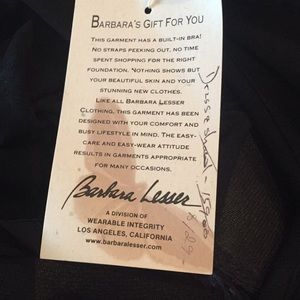 BARBARA'S GIFT FOR YOU
THIS GARMENT HAS A BUILT-IN BRA!
NO STRAPS PEEKING OUT, NO TIME
SPENT SHOPPING FOR THE RIGHT
FOUNDATION. NOTHING SHOWS BUT
YOUR BEAUTIFUL SKIN AND YOUR
STUNNING NEW CLOTHES.
LIKE ALL BARBARA LESSER
CLOTHING, THIS GARMENT HAS BEEN
DESIGNED WITH YOUR COMFORT AND
BUSY LIFESTYLE IN MIND. THE EASY-
CARE AND EASY-WEAR ATTITUDE
RESULTS IN GARMENTS APPROPRIATE
FOR MANY OCCASIONS.
Barbara Lesser
A DIVISION OF
WEARABLE INTEGRITY
LOS ANGELES, CALIFORNIA
www.barbaralesser.com